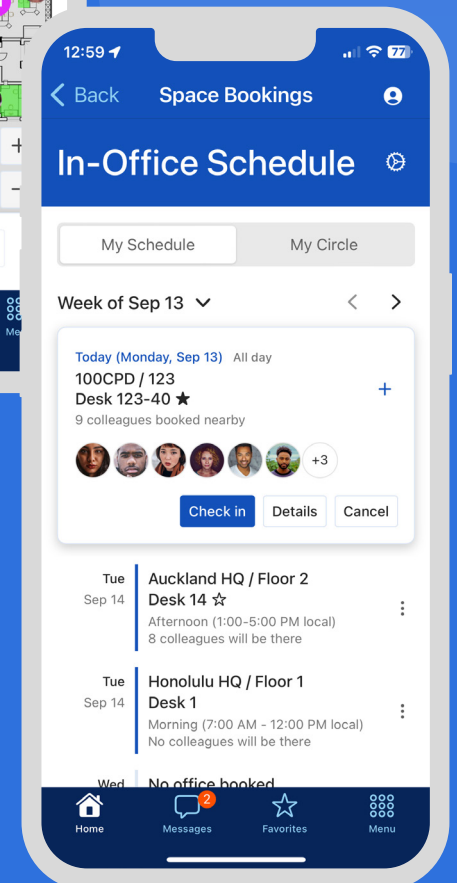 12:59
77
Back
Space Bookings
In-Office Schedule
My Schedule
My Circle
Week of Sep 13
Today (Monday, Sep 13) All day
100CPD / 123
Desk 123-40 ★
9 colleagues booked nearby
+3
Check in
Details
Cancel
Tue
Sep 14
Auckland HQ / Floor 2
Desk 14 ☆
Afternoon (1:00-5:00 PM local)
8 colleagues will be there
Tue
Sep 14
Honolulu HQ / Floor 1
Desk 1
Morning (7:00 AM - 12:00 PM local)
No colleagues will be there
Wed
No office booked
2
Home
Messages
Favorites
Menu